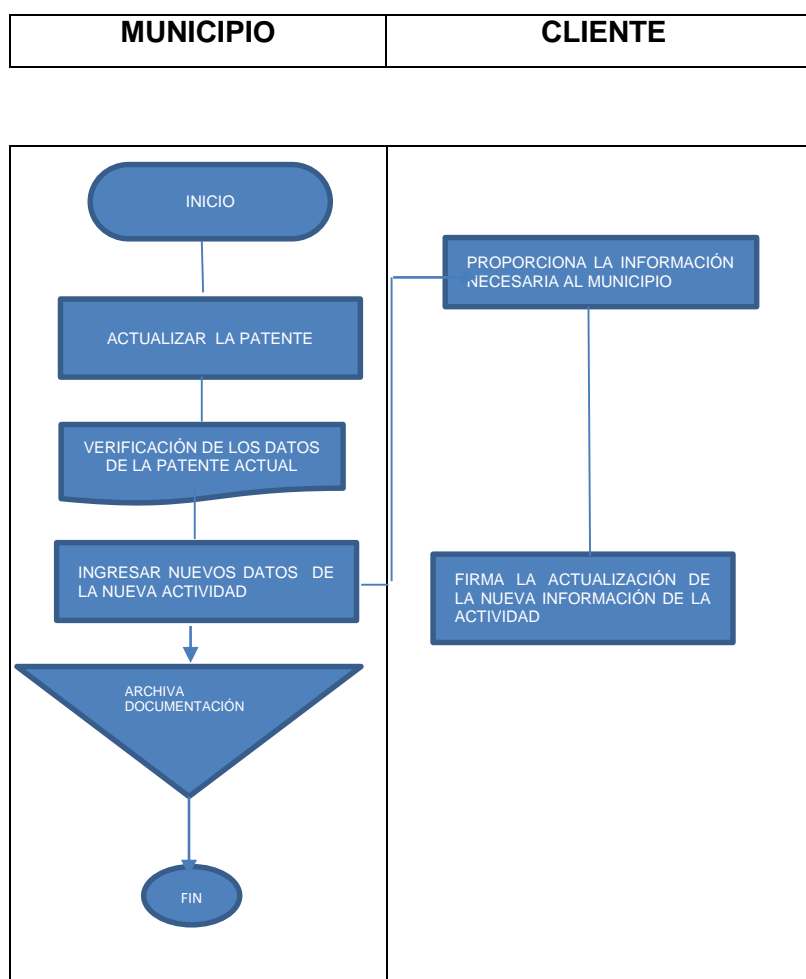 MUNICIPIO
CLIENTE
INICIO
ACTUALIZAR LA PATENTE
VERIFICACIÓN DE LOS DATOS
DE LA PATENTE ACTUAL
INGRESAR NUEVOS DATOS DE
LA NUEVA ACTIVIDAD
ARCHIVA
DOCUMENTACIÓN
FIN
PROPORCIONA LA INFORMACIÓN
NECESARIA AL MUNICIPIO
FIRMA LA ACTUALIZACIÓN DE
LA NUEVA INFORMACIÓN DE LA
ACTIVIDAD